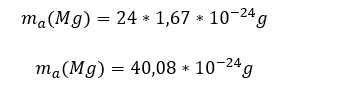 m_a(Mg) = 24 * 1,67 * 10^{-24}g
m_a(Mg) = 40,08 * 10^{-24}g